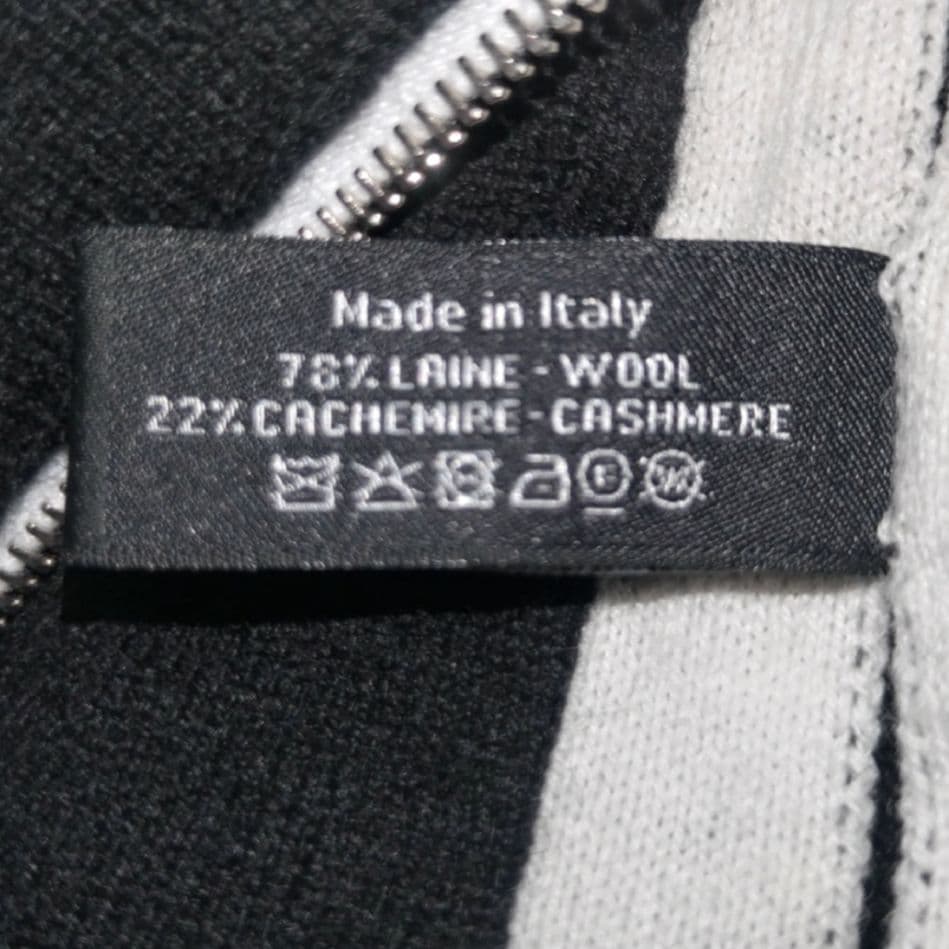 Made in Italy
78% LAINE - WOOL
22% CACHEMIRE - CASHMERE